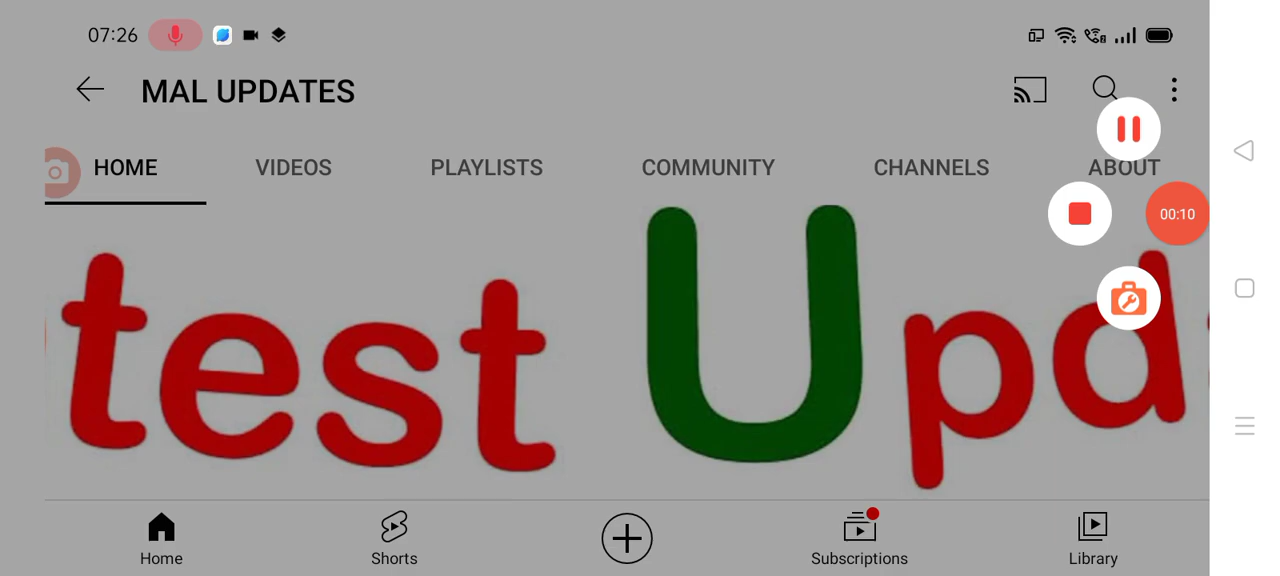 07:26
MAL UPDATES
HOME VIDEOS PLAYLISTS COMMUNITY CHANNELS ABOUT
00:10
test Upd
Home Shorts Subscriptions Library